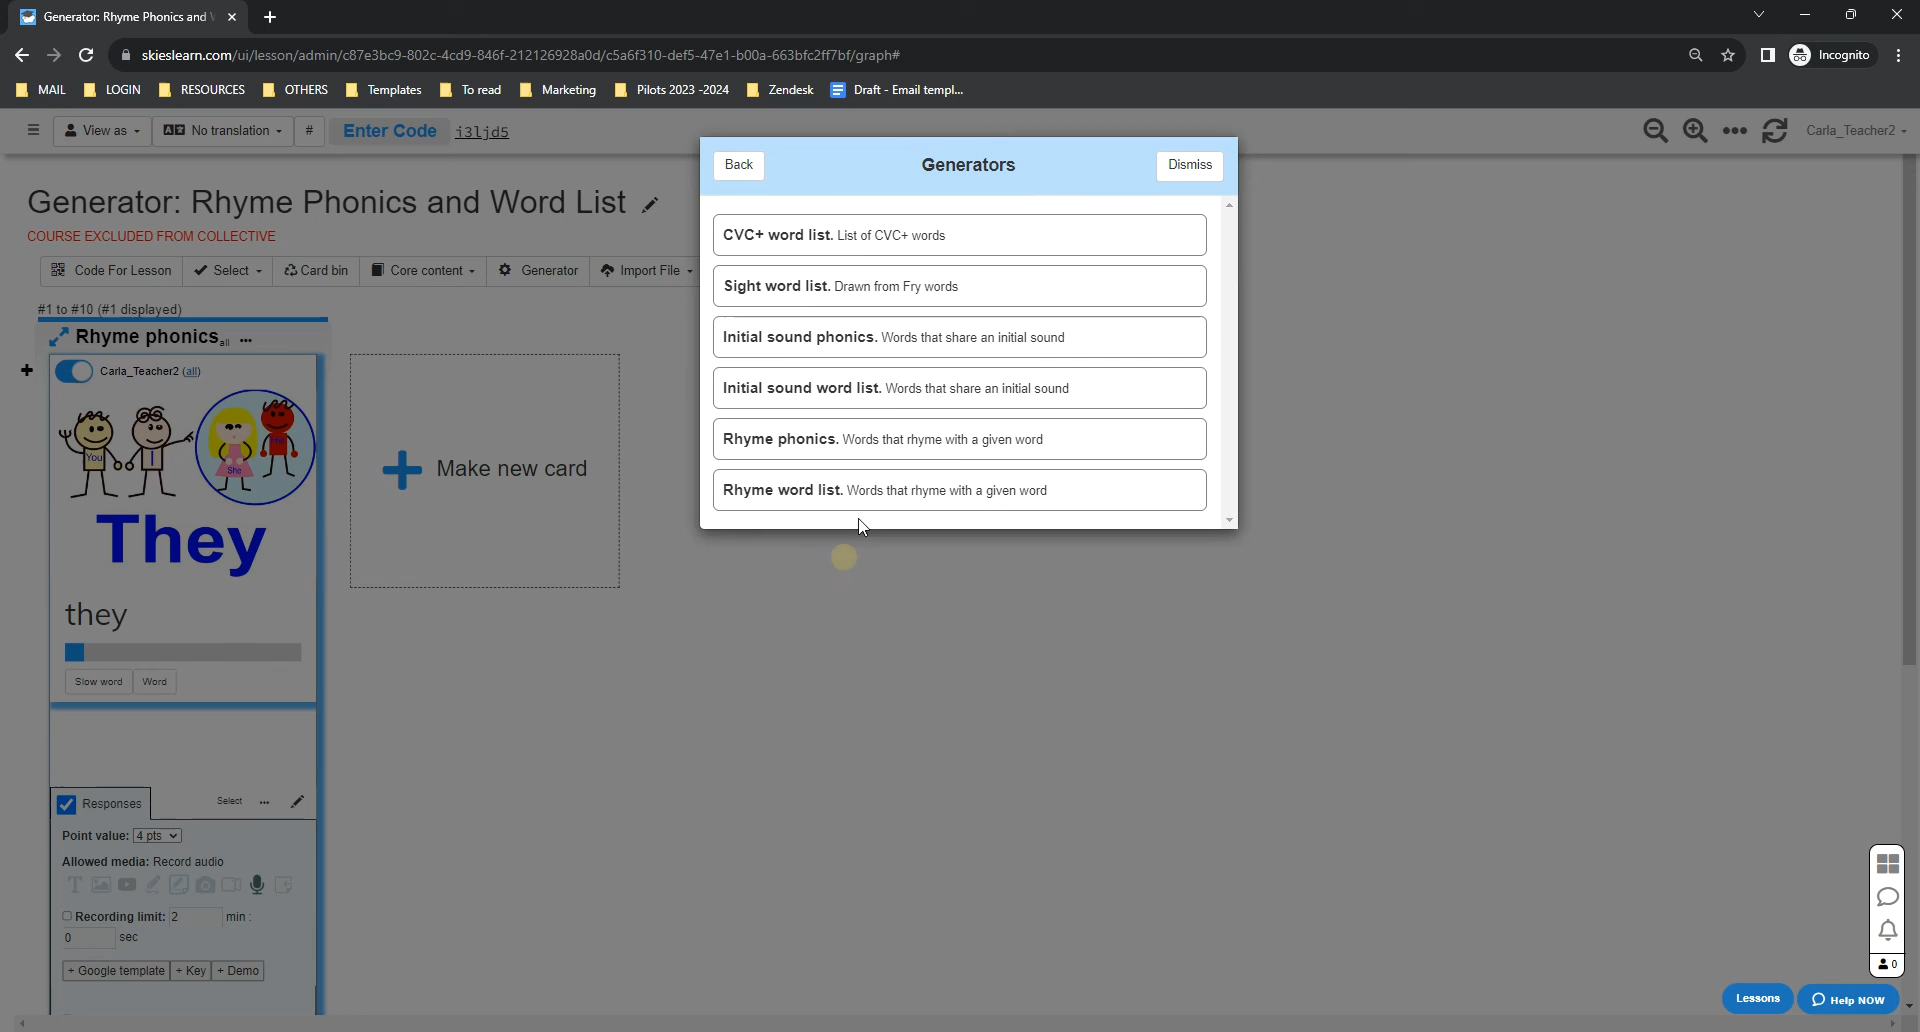 Generator: Rhyme Phonics and W
skieslearn.com/ui/lesson/admin/c87e3bc9-802c-4cd9-846f-212126928a0d/c5a6f310-def5-47e1-b00a-663bfc2ff7bf/graph#
Incognito
MAIL LOGIN RESOURCES OTHERS Templates To read Marketing Pilots 2023 -2024 Zendesk Draft - Email templ...
View as No translation # Enter Code i3ljd5 Carla_Teacher2
Back Generators Dismiss
Generator: Rhyme Phonics and Word List
COURSE EXCLUDED FROM COLLECTIVE
Code For Lesson Select Card bin Core content Generator Import File
#1 to #10 (#1 displayed)
Rhyme phonics all ...
Carla_Teacher2 (all)
You I She He
They
they
Slow word Word
Make new card
CVC+ word list. List of CVC+ words
Sight word list. Drawn from Fry words
Initial sound phonics. Words that share an initial sound
Initial sound word list. Words that share an initial sound
Rhyme phonics. Words that rhyme with a given word
Rhyme word list. Words that rhyme with a given word
Responses Select ...
Point value: 4 pts
Allowed media: Record audio
Recording limit: 2 min :
0 sec
+ Google template + Key + Demo
0
Lessons Help NOW